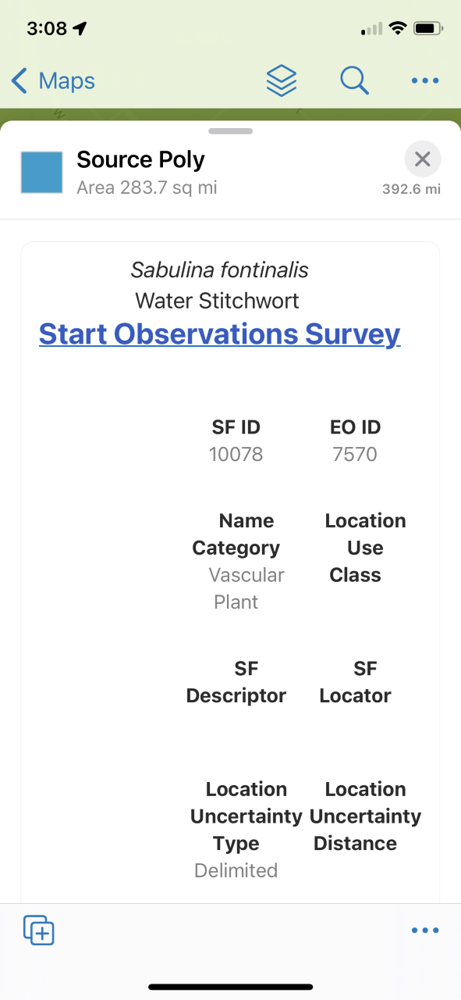 3:08
Maps
Source Poly
Area 283.7 sq mi
392.6 mi
Sabulina fontinalis
Water Stitchwort
Start Observations Survey
SF ID EO ID
10078 7570
Name Location
Category Use
Vascular Class
Plant
SF SF
Descriptor Locator
Location Location
Uncertainty Uncertainty
Type Distance
Delimited